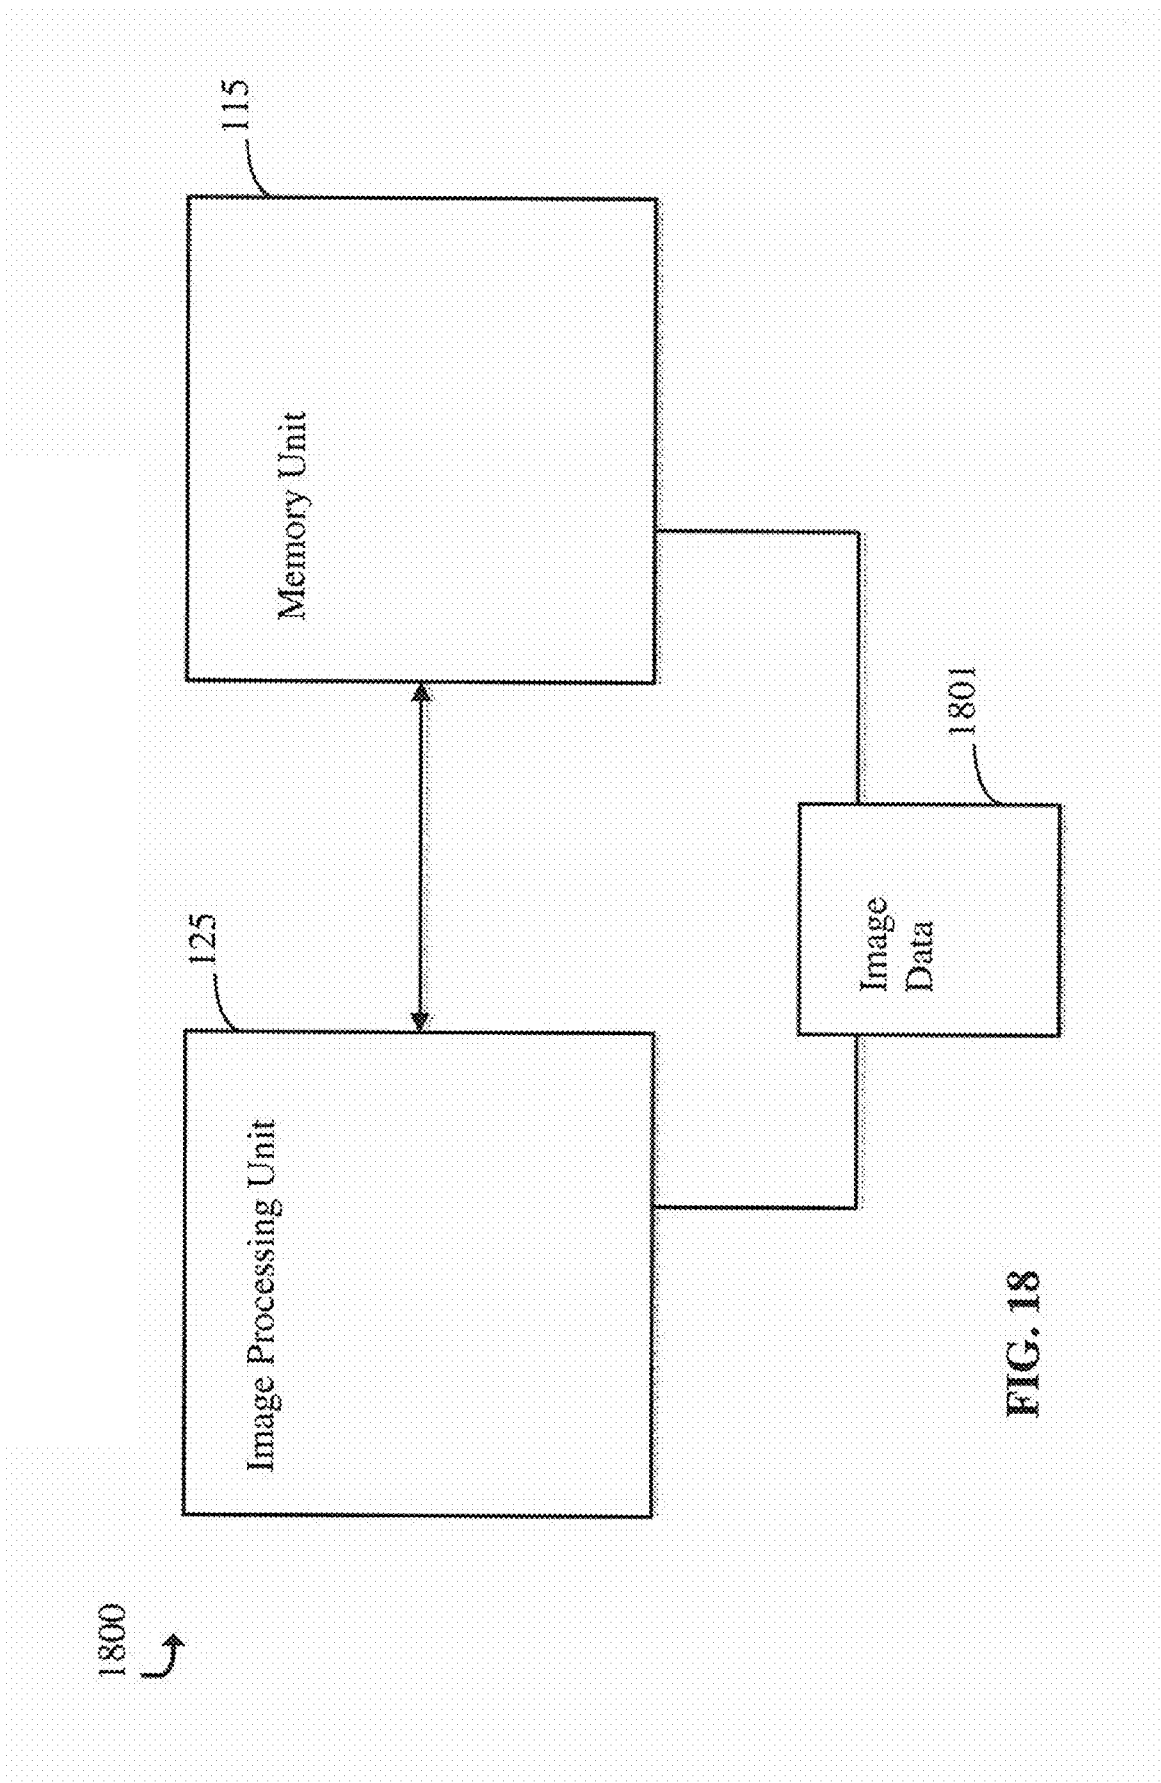 1800
125
115
Image Processing Unit
Memory Unit
1801
Image
Data
FIG. 18